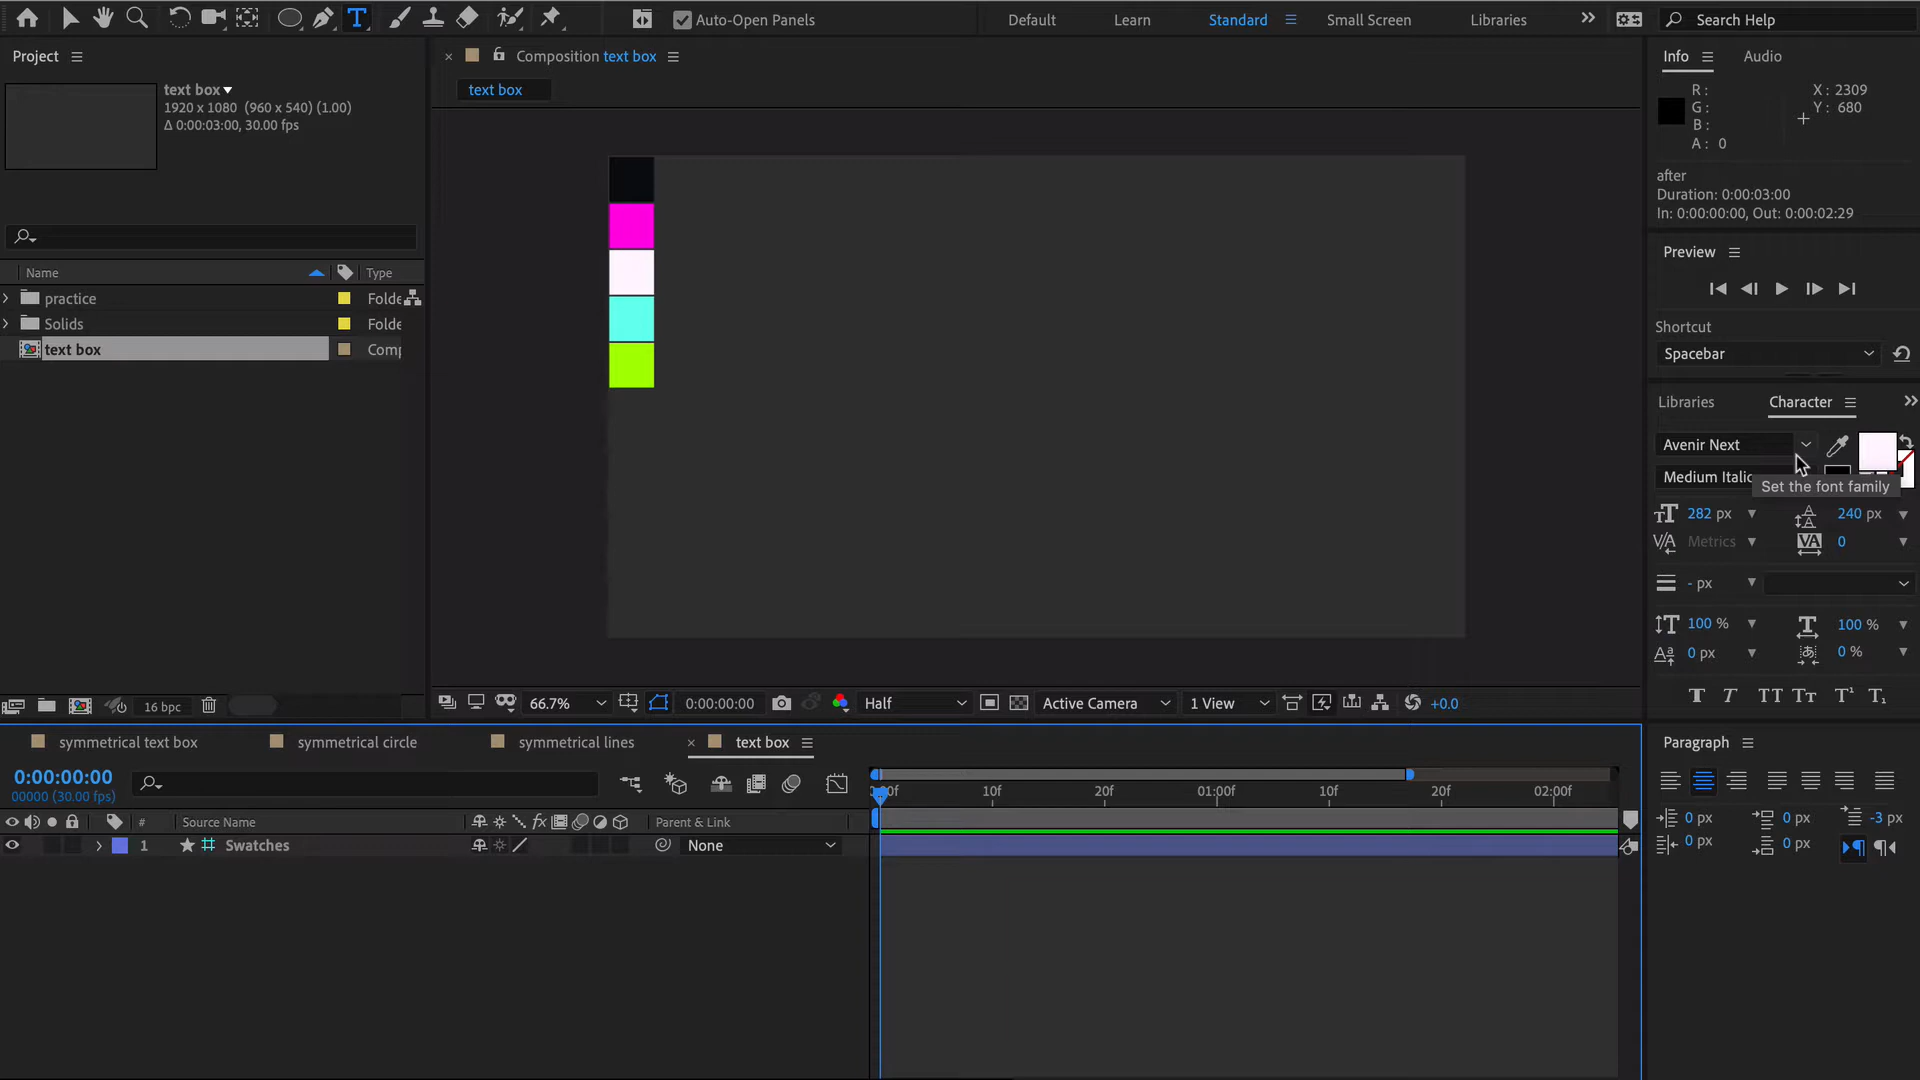 Auto-Open Panels
Default
Learn
Standard
Small Screen
Libraries
Search Help
Project
text box
1920 x 1080 (960 x 540) (1.00)
Δ 0:00:03:00, 30.00 fps
Name
Type
practice
Folde
Solids
Folde
text box
Comp
16 bpc
Composition text box
text box
66.7%
0:00:00:00
Half
Active Camera
1 View
+0.0
Info
Audio
R :
G :
B :
A : 0
X : 2309
Y : 680
after
Duration: 0:00:03:00
In: 0:00:00:00, Out: 0:00:02:29
Preview
Shortcut
Spacebar
Libraries
Character
Avenir Next
Medium Italic
Set the font family
282 px
240 px
Metrics
0
- px
100 %
100 %
0 px
0 %
Paragraph
0 px
0 px
-3 px
0 px
0 px
symmetrical text box
symmetrical circle
symmetrical lines
text box
0:00:00:00
00000 (30.00 fps)
10f
20f
01:00f
10f
20f
02:00f
#
Source Name
fx
Parent & Link
1
Swatches
None